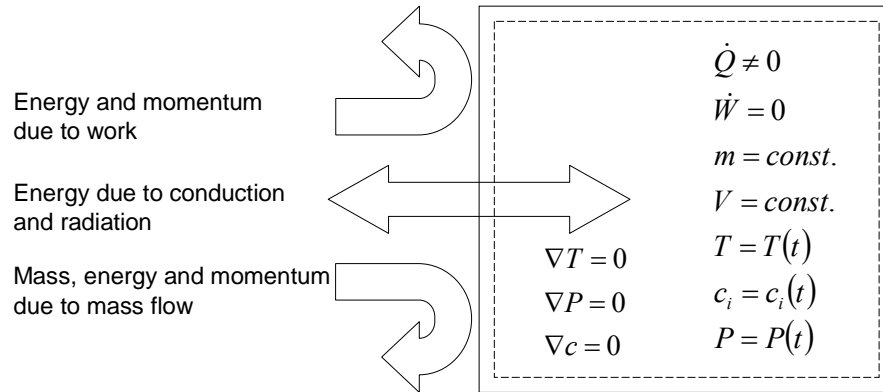 Energy and momentum
due to work
Energy due to conduction
and radiation
Mass, energy and momentum
due to mass flow
∇T = 0
∇P = 0
∇c = 0
Q̇ ≠ 0
Ẇ = 0
m = const.
V = const.
T = T(t)
cᵢ = cᵢ(t)
P = P(t)